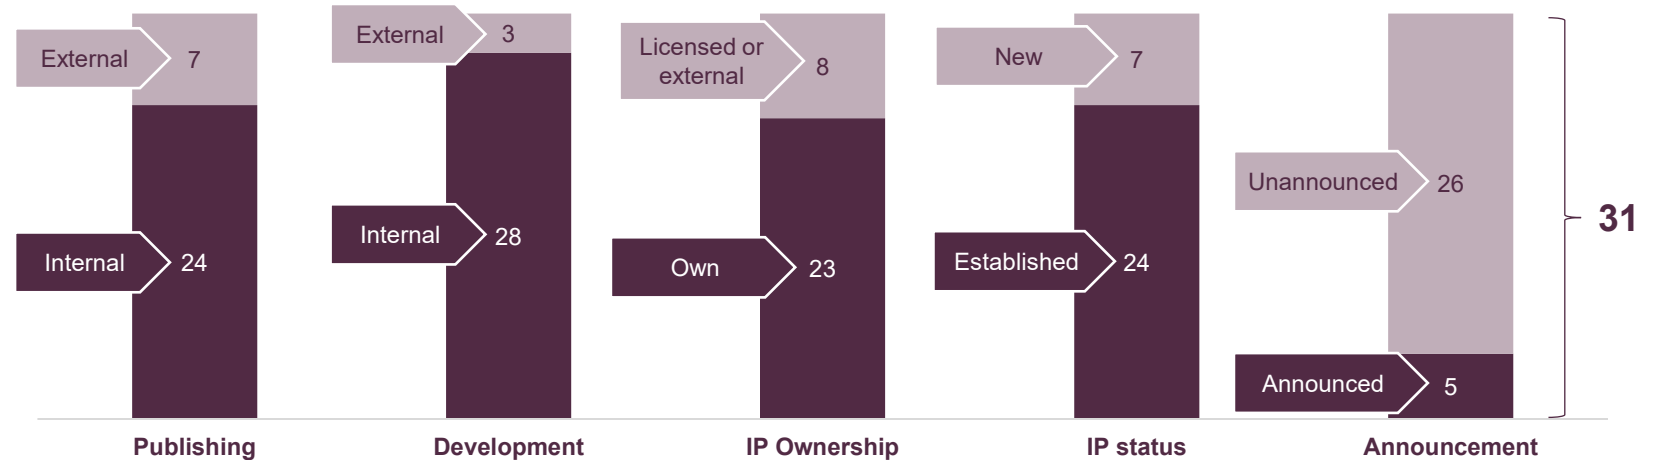 External
7
Internal
24
Publishing
External
3
Internal
28
Development
Licensed or
external
8
Own
23
IP Ownership
New
7
Established
24
IP status
Unannounced
26
Announced
5
Announcement
31